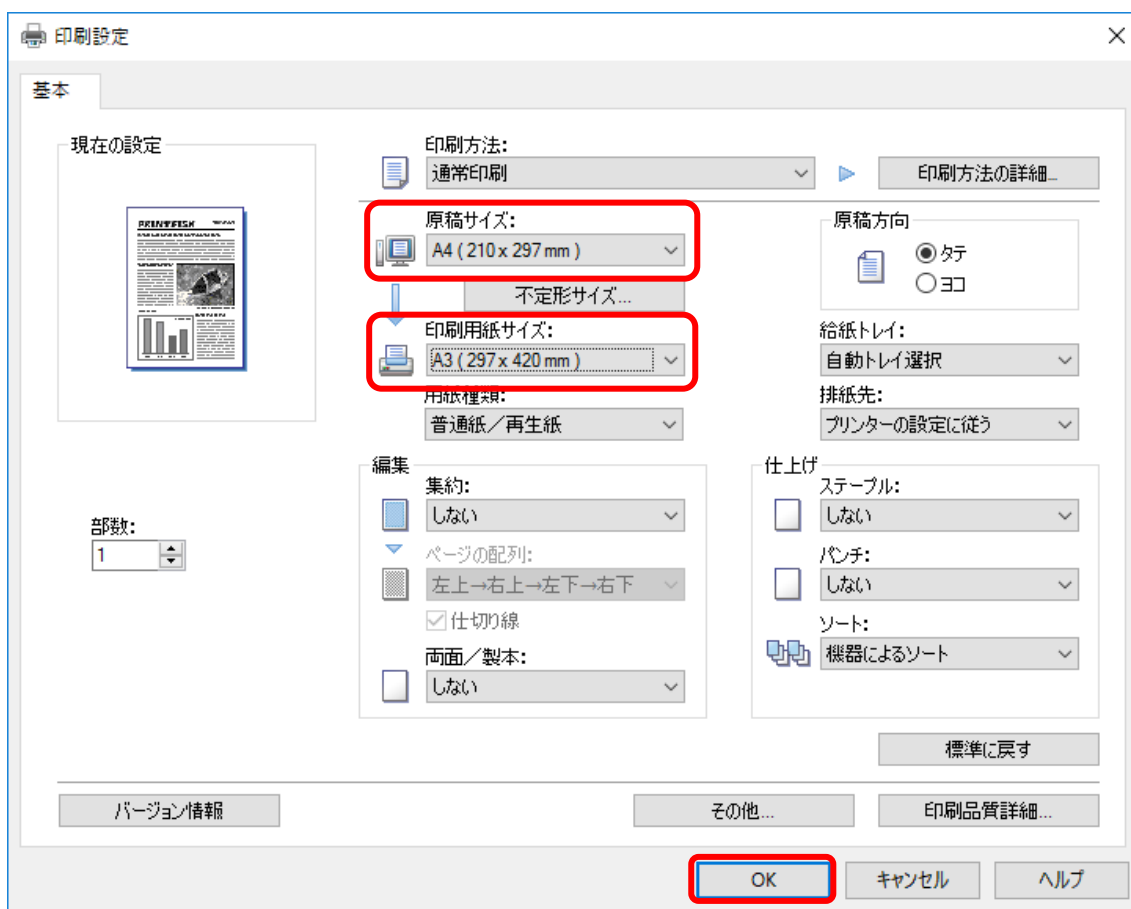 印刷設定
基本
現在の設定
PRINTFISH
部数:
1
印刷方法:
通常印刷
印刷方法の詳細...
原稿サイズ:
A4 ( 210 x 297 mm )
不定形サイズ...
印刷用紙サイズ:
A3 ( 297 x 420 mm )
用紙種類:
普通紙/再生紙
原稿方向
タテ
ヨコ
給紙トレイ:
自動トレイ選択
排紙先:
プリンターの設定に従う
編集
集約:
しない
ページの配列:
左上→右上→左下→右下
仕切り線
両面/製本:
しない
仕上げ
ステープル:
しない
パンチ:
しない
ソート:
機器によるソート
標準に戻す
バージョン情報
その他...
印刷品質詳細...
OK
キャンセル
ヘルプ